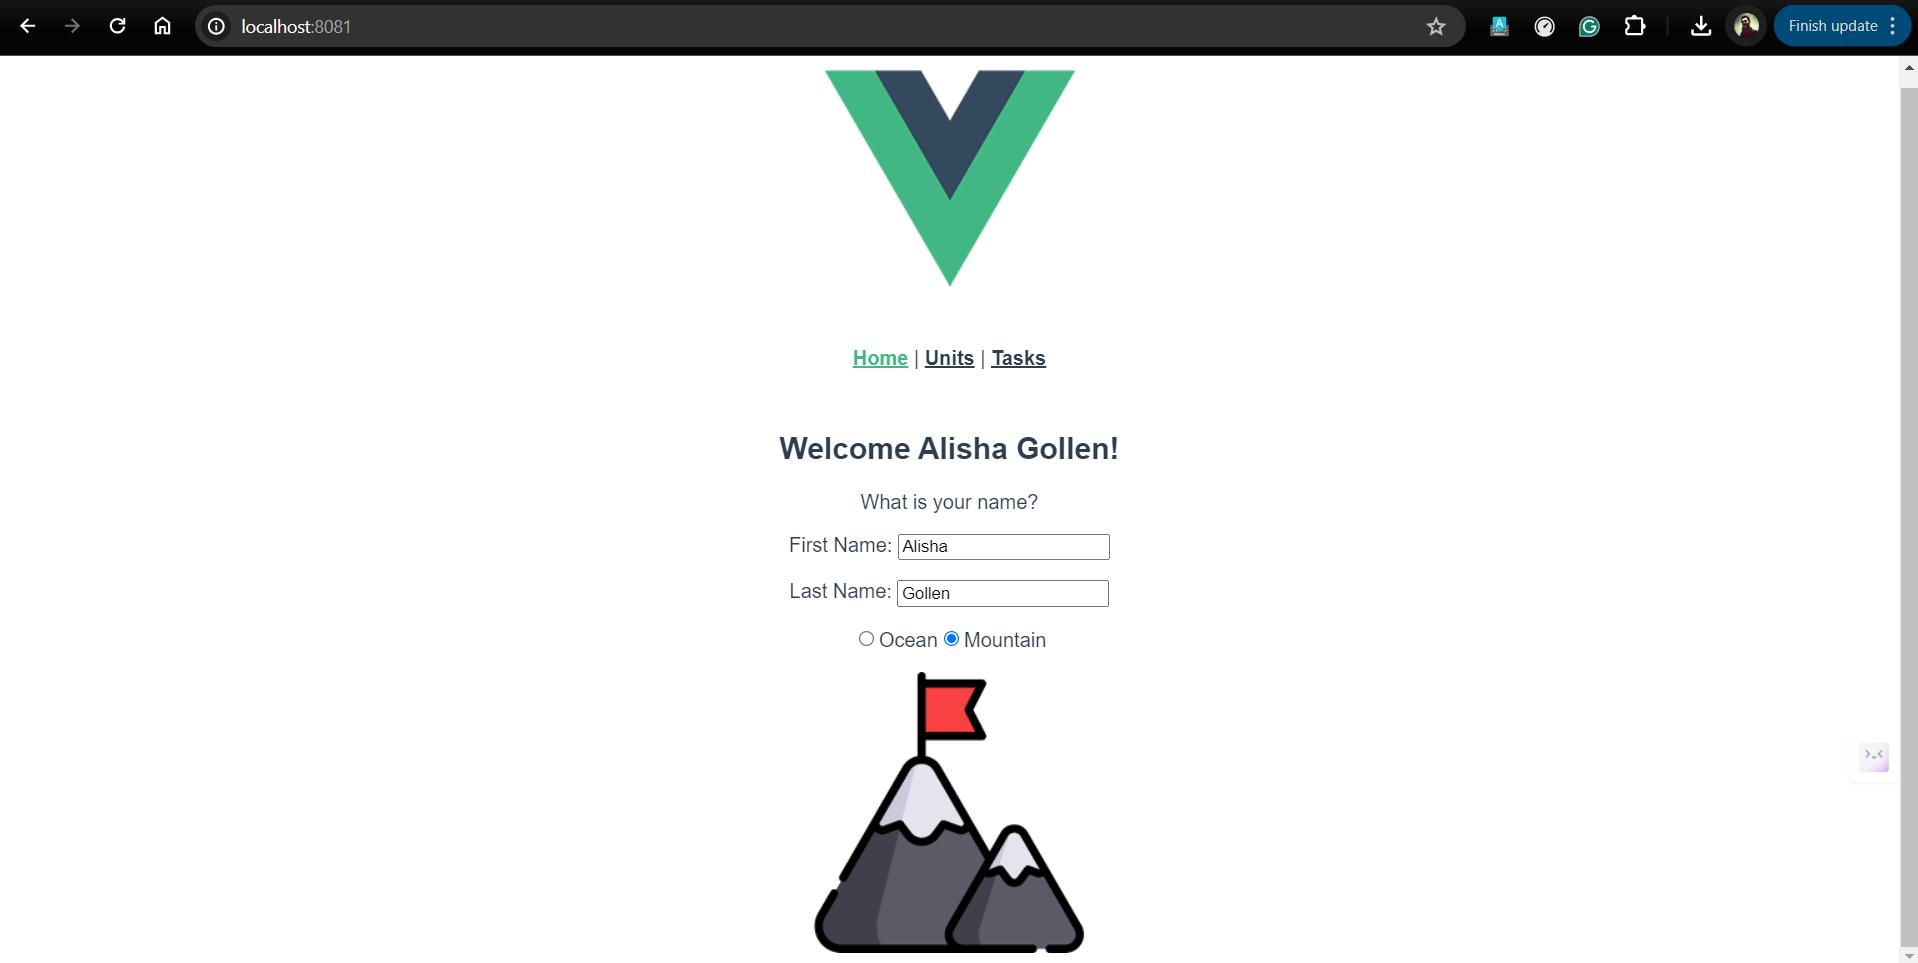 localhost:8081
Finish update
Home | Units | Tasks
Welcome Alisha Gollen!
What is your name?
First Name: Alisha
Last Name: Gollen
Ocean Mountain